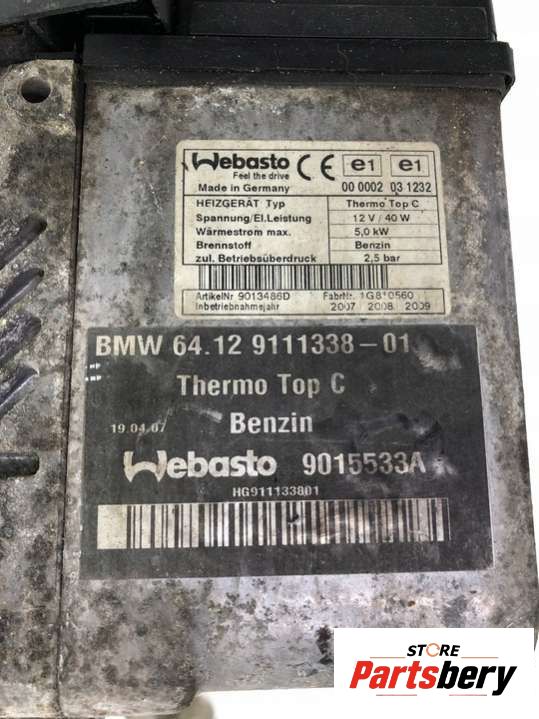 Webasto CE e1 e1
Feel the drive
Made in Germany 00 0002 03 1232
HEIZGERÄT Typ Thermo Top C
Spannung/El.Leistung 12 V / 40 W
Wärmestrom max. 5,0 kW
Brennstoff Benzin
zul. Betriebsüberdruck 2,5 bar
ArtikelNr. 9013486D FabrNr.
Inbetriebnahmejahr 2007 2008 2009
BMW 64.12 9111338-01
Thermo Top C
19.04.07 Benzin
Webasto 9015533A
HG911133801
STORE
Partsbery